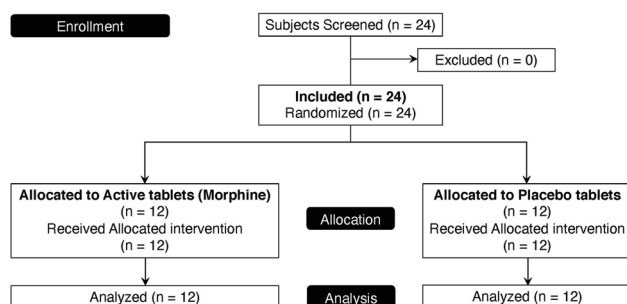 Enrollment
Subjects Screened (n = 24)
Excluded (n = 0)
Included (n = 24)
Randomized (n = 24)
Allocated to Active tablets (Morphine)
(n = 12)
Received Allocated intervention
(n = 12)
Allocation
Allocated to Placebo tablets
(n = 12)
Received Allocated intervention
(n = 12)
Analyzed (n = 12)
Analysis
Analyzed (n = 12)